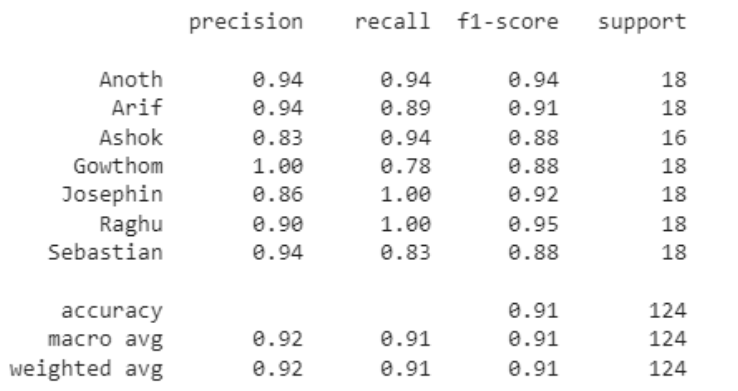 precision recall f1-score support
Anoth 0.94 0.94 0.94 18
Arif 0.94 0.89 0.91 18
Ashok 0.83 0.94 0.88 16
Gowthom 1.00 0.78 0.88 18
Josephin 0.86 1.00 0.92 18
Raghu 0.90 1.00 0.95 18
Sebastian 0.94 0.83 0.88 18
accuracy 0.91 124
macro avg 0.92 0.91 0.91 124
weighted avg 0.92 0.91 0.91 124